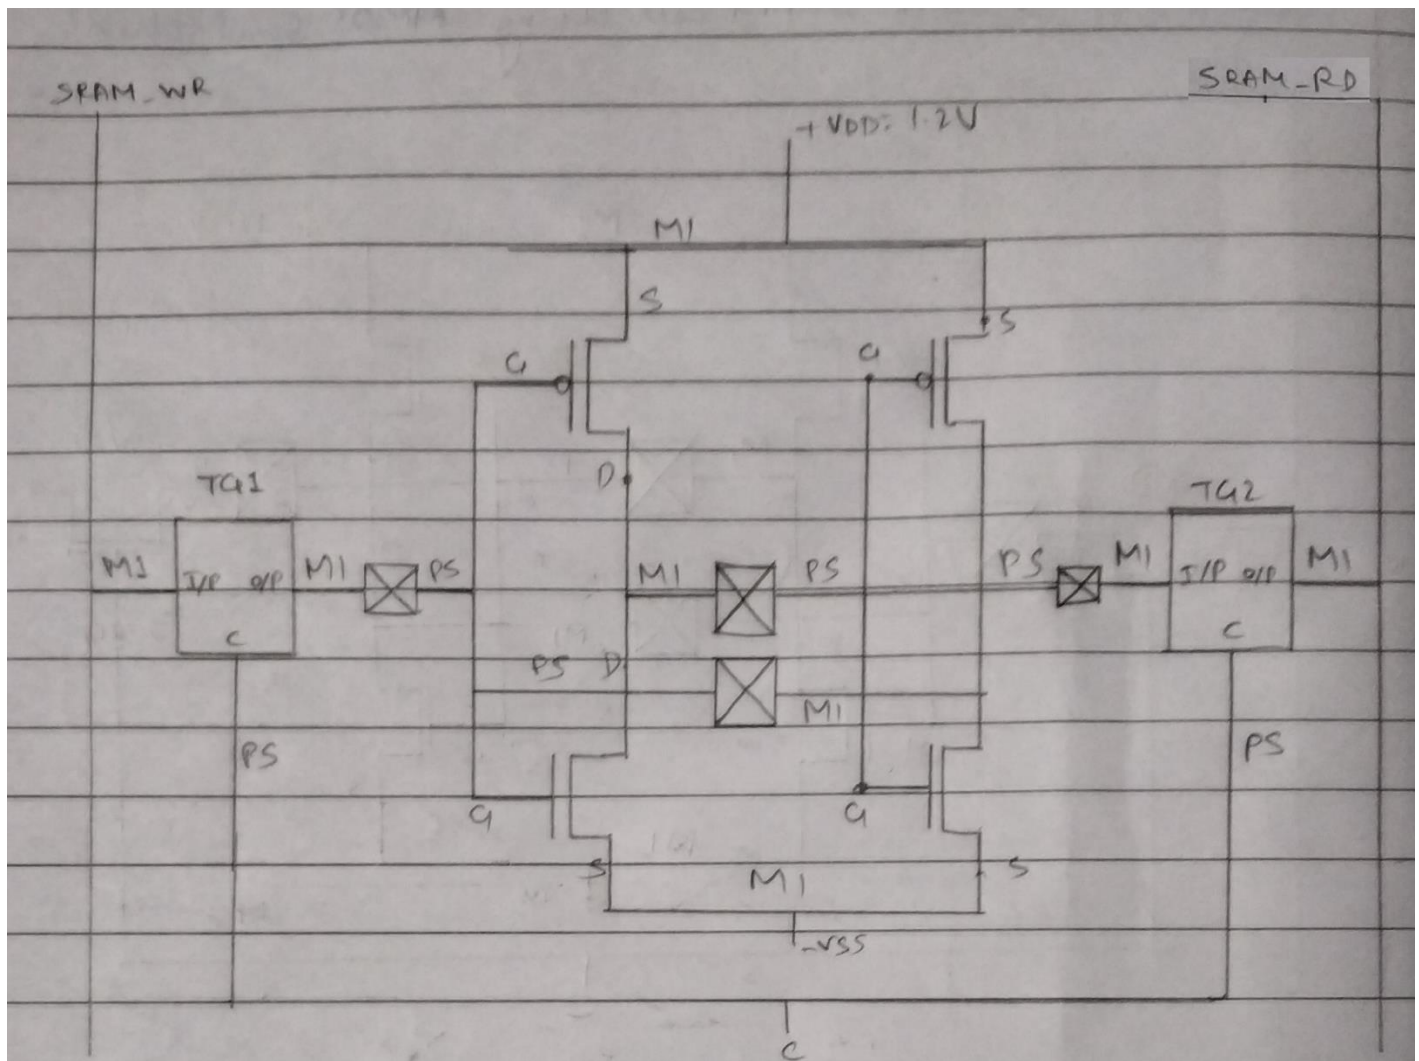 SRAM_WR
SRAM_RD
+VDD: 1.2V
M1
S
S
G
G
D
TG1
TG2
M1
I/P O/P
M1
PS
M1
PS
PS
M1
I/P O/P
M1
C
C
PS
D
M1
PS
PS
G
G
S
M1
S
-VSS
C